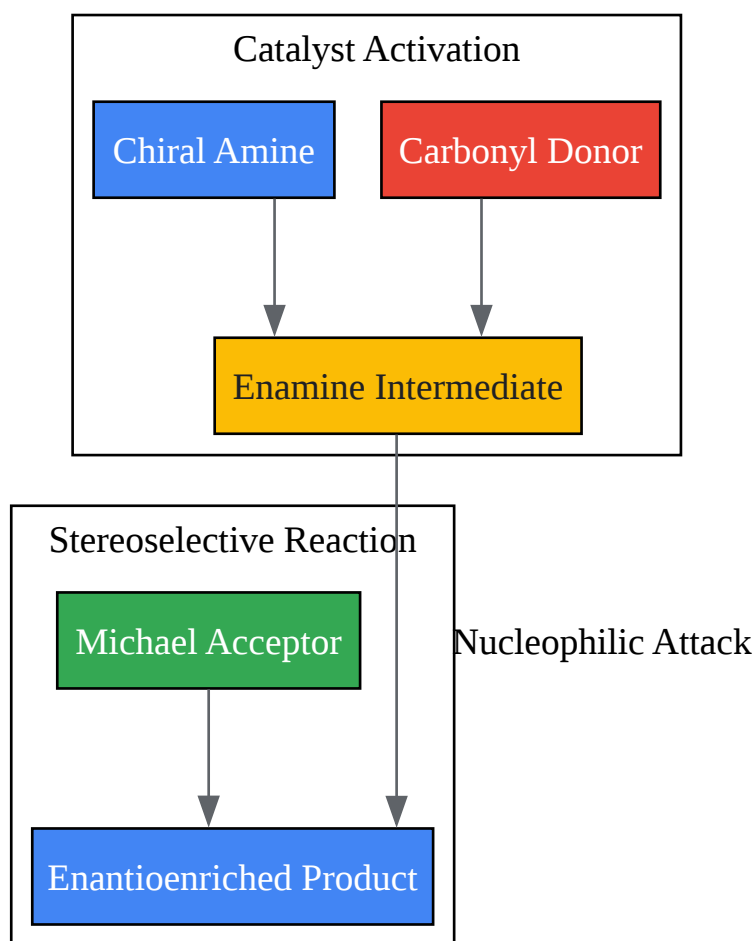 Catalyst Activation
Chiral Amine
Carbonyl Donor
Enamine Intermediate
Stereoselective Reaction
Michael Acceptor
Nucleophilic Attack
Enantioenriched Product